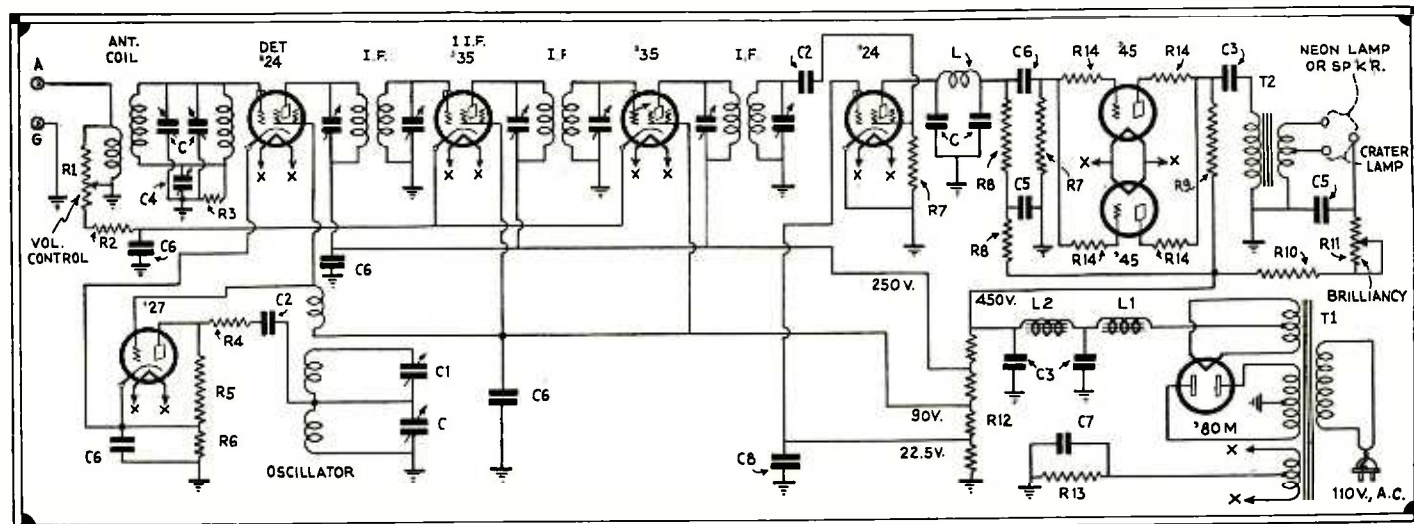 ANT.
COIL
A
G
DET
'24
I.F.
1 I.F.
'35
I.F
'35
I.F.
C2
'24
L
C6
R14
'45
R14
C3
T2
NEON LAMP
OR SPKR.
CRATER
LAMP
R1
C
C4
R3
R2
C6
VOL.
CONTROL
X
X
X
X
X
X
X
X
C
R8
C5
R8
R7
R7
X
X
R9
R14
'45
R14
C5
R10
R11
BRILLIANCY
C6
250V.
450V.
'27
R4
C2
R5
R6
X
X
C6
C1
C
OSCILLATOR
C6
C8
90V.
22.5V.
R12
L2
L1
C3
C7
R13
'80M
T1
X
X
110V., A.C.